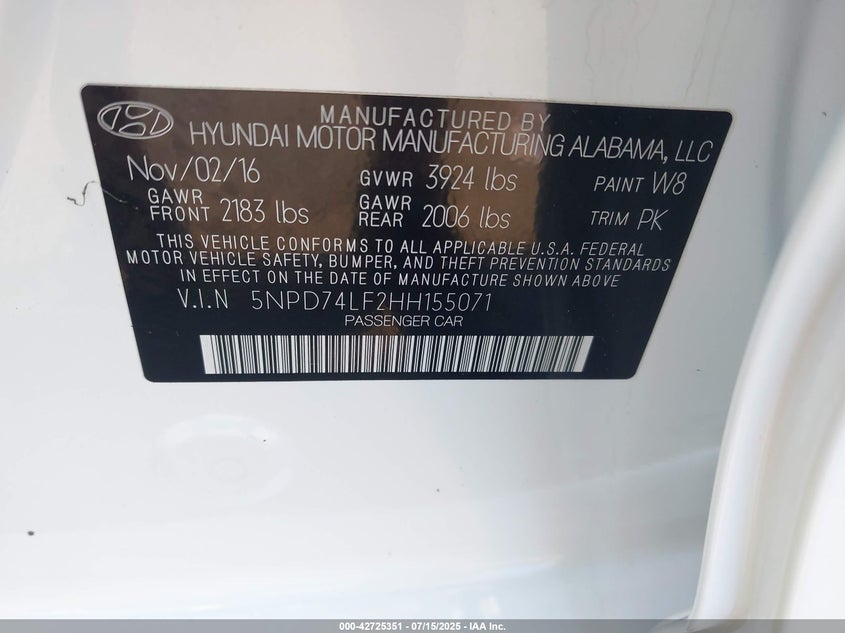 MANUFACTURED BY
HYUNDAI MOTOR MANUFACTURING ALABAMA, LLC
Nov/02/16 GVWR 3924 lbs PAINT W8
GAWR FRONT 2183 lbs GAWR REAR 2006 lbs TRIM PK
THIS VEHICLE CONFORMS TO ALL APPLICABLE U.S.A. FEDERAL
MOTOR VEHICLE SAFETY, BUMPER, AND THEFT PREVENTION STANDARDS
IN EFFECT ON THE DATE OF MANUFACTURE SHOWN ABOVE
V.I.N 5NPD74LF2HH155071
PASSENGER CAR
000-42725351 - 07/15/2025 - IAA Inc.